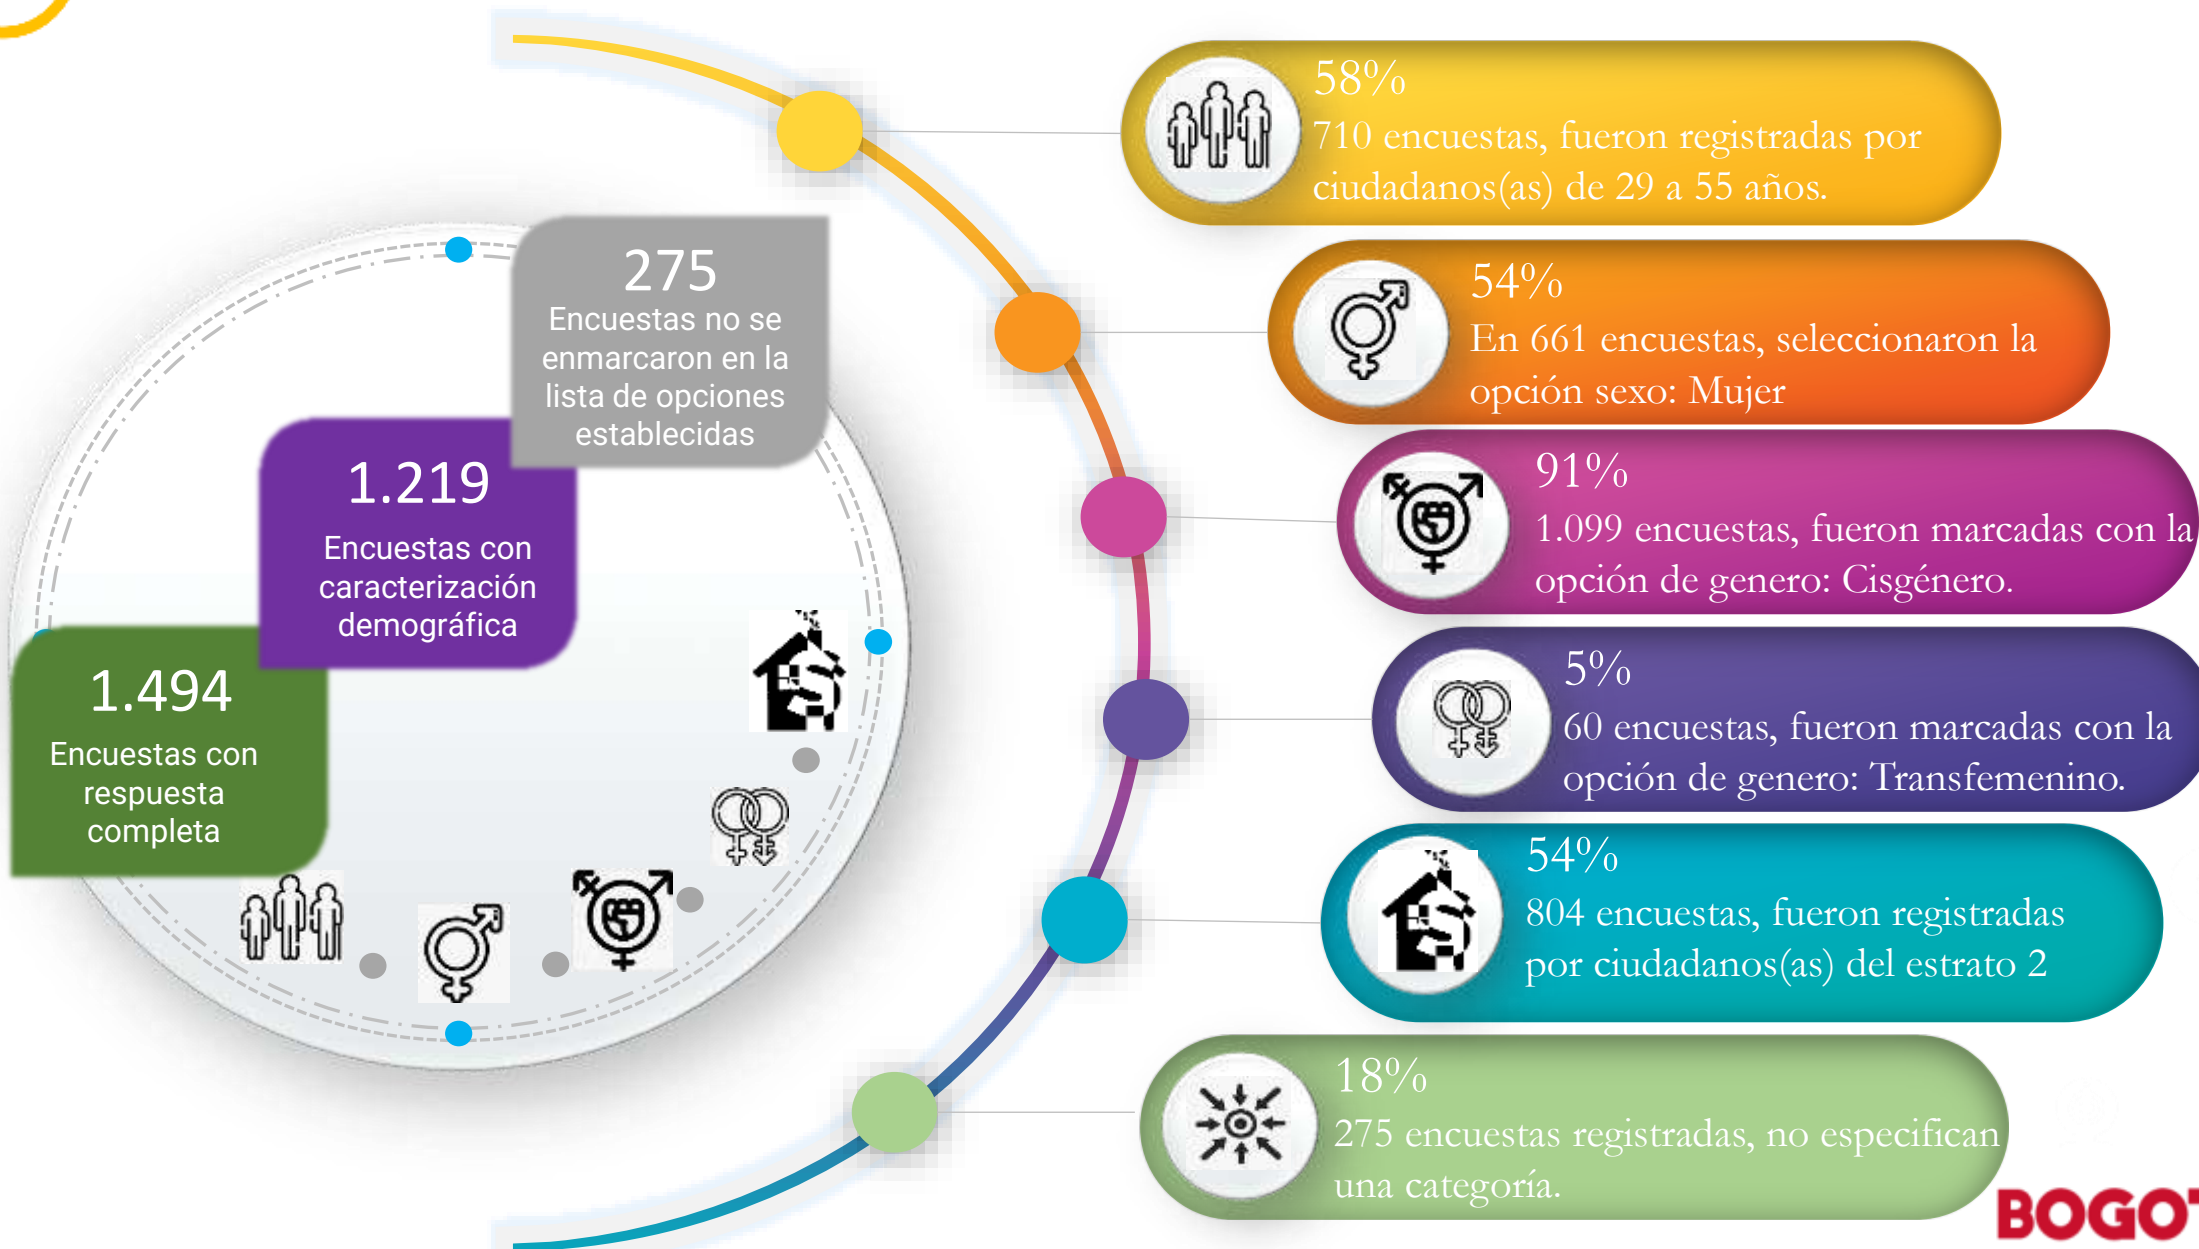 275
Encuestas no se
enmarcaron en la
lista de opciones
establecidas
1.219
Encuestas con
caracterización
demográfica
1.494
Encuestas con
respuesta
completa
58%
710 encuestas, fueron registradas por
ciudadanos(as) de 29 a 55 años.
54%
En 661 encuestas, seleccionaron la
opción sexo: Mujer
91%
1.099 encuestas, fueron marcadas con la
opción de genero: Cisgénero.
5%
60 encuestas, fueron marcadas con la
opción de genero: Transfemenino.
54%
804 encuestas, fueron registradas
por ciudadanos(as) del estrato 2
18%
275 encuestas registradas, no especifican
una categoría.
BOGOT